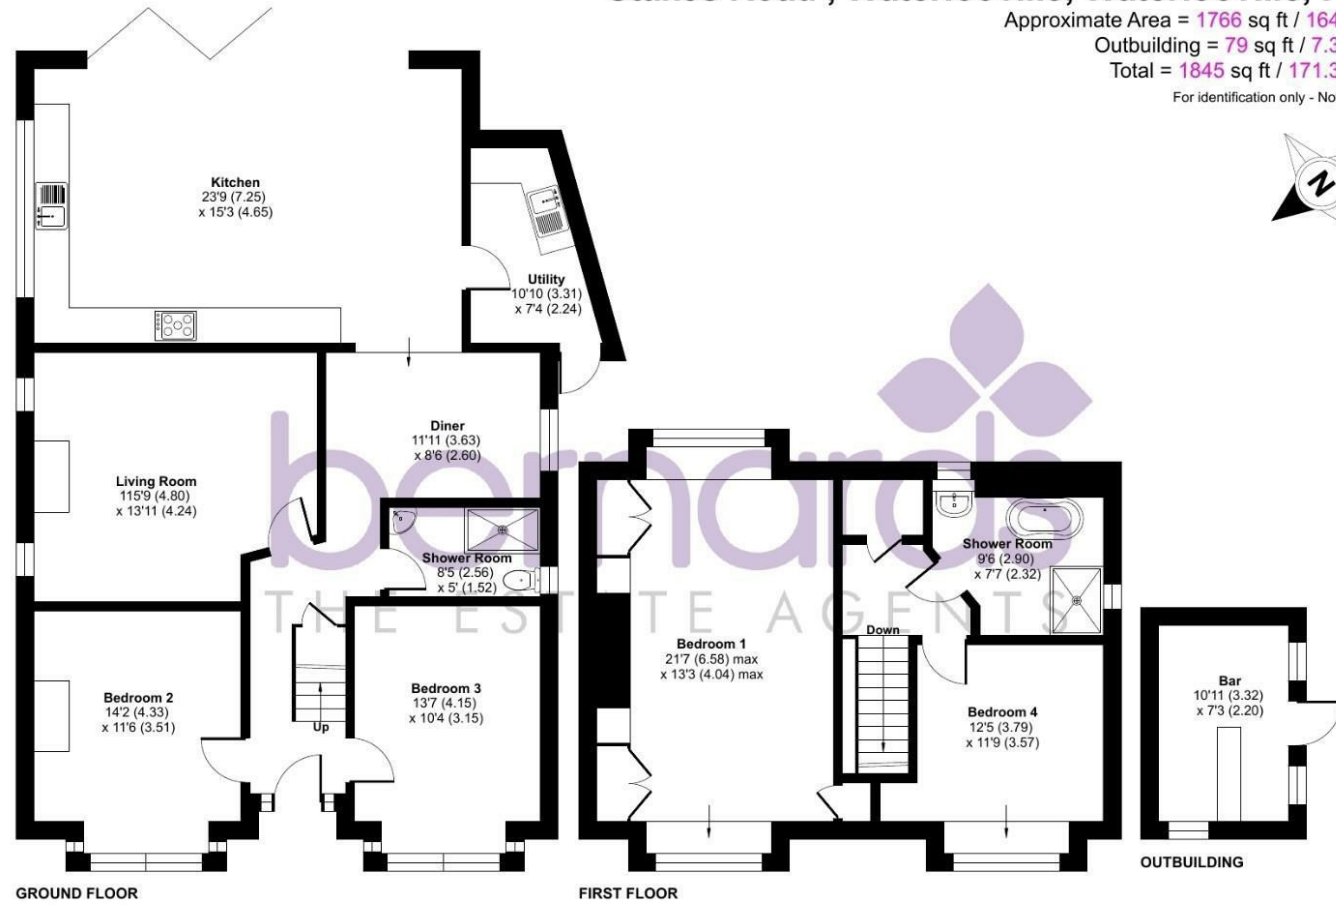 Approximate Area = 1766 sq ft / 164
Outbuilding = 79 sq ft / 7.3
Total = 1845 sq ft / 171.3
For identification only - No
N
Kitchen
23'9 (7.25)
x 15'3 (4.65)
Utility
10'10 (3.31)
x 7'4 (2.24)
Diner
11'11 (3.63)
x 8'6 (2.60)
Living Room
115'9 (4.80)
x 13'11 (4.24)
Shower Room
8'5 (2.56)
x 5' (1.52)
Bedroom 2
14'2 (4.33)
x 11'6 (3.51)
Up
Bedroom 3
13'7 (4.15)
x 10'4 (3.15)
GROUND FLOOR
bernards
THE ESTATE AGENTS
Shower Room
9'6 (2.90)
x 7'7 (2.32)
Bedroom 1
21'7 (6.58) max
x 13'3 (4.04) max
Down
Bedroom 4
12'5 (3.79)
x 11'9 (3.57)
FIRST FLOOR
Bar
10'11 (3.32)
x 7'3 (2.20)
OUTBUILDING